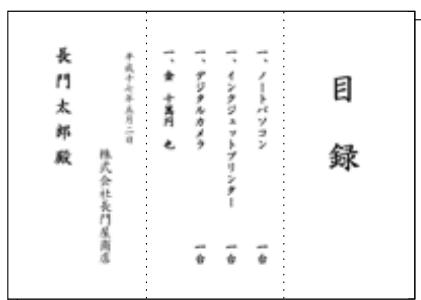 目録
一、ノートパソコン 一台
一、インクジェットプリンター 一台
一、デジタルカメラ 一台
一、金 十萬円 也
平成十七年五月二日
株式会社長門屋商店
長門太郎殿